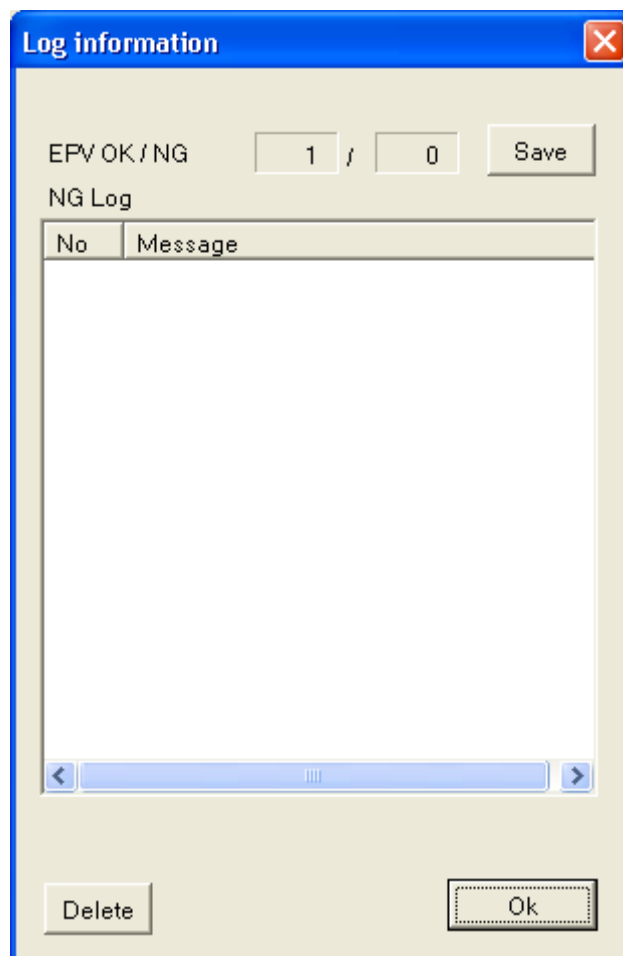 Log information
EPV OK / NG 1 / 0 Save
NG Log
No Message
Delete Ok